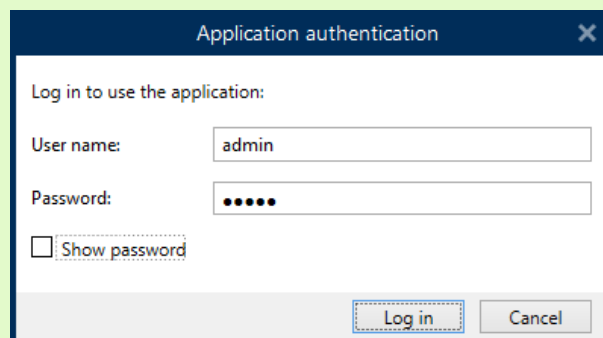 Application authentication
Log in to use the application:
User name: admin
Password: ●●●●●
Show password
Log in Cancel